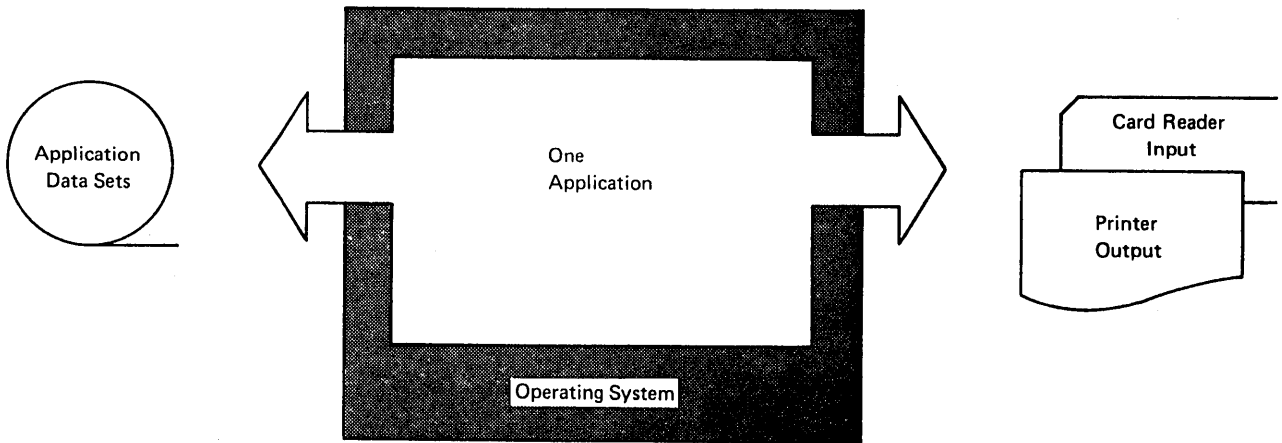 Application
Data Sets
One
Application
Card Reader
Input
Printer
Output
Operating System